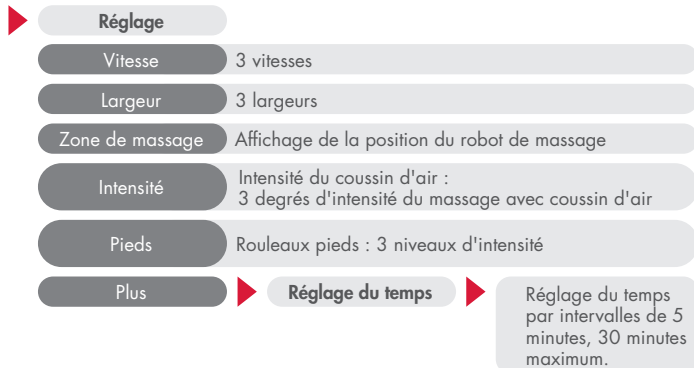 Réglage
Vitesse 3 vitesses
Largeur 3 largeurs
Zone de massage Affichage de la position du robot de massage
Intensité Intensité du coussin d'air :
3 degrés d'intensité du massage avec coussin d'air
Pieds Rouleaux pieds : 3 niveaux d'intensité
Plus Réglage du temps Réglage du temps
par intervalles de 5
minutes, 30 minutes
maximum.